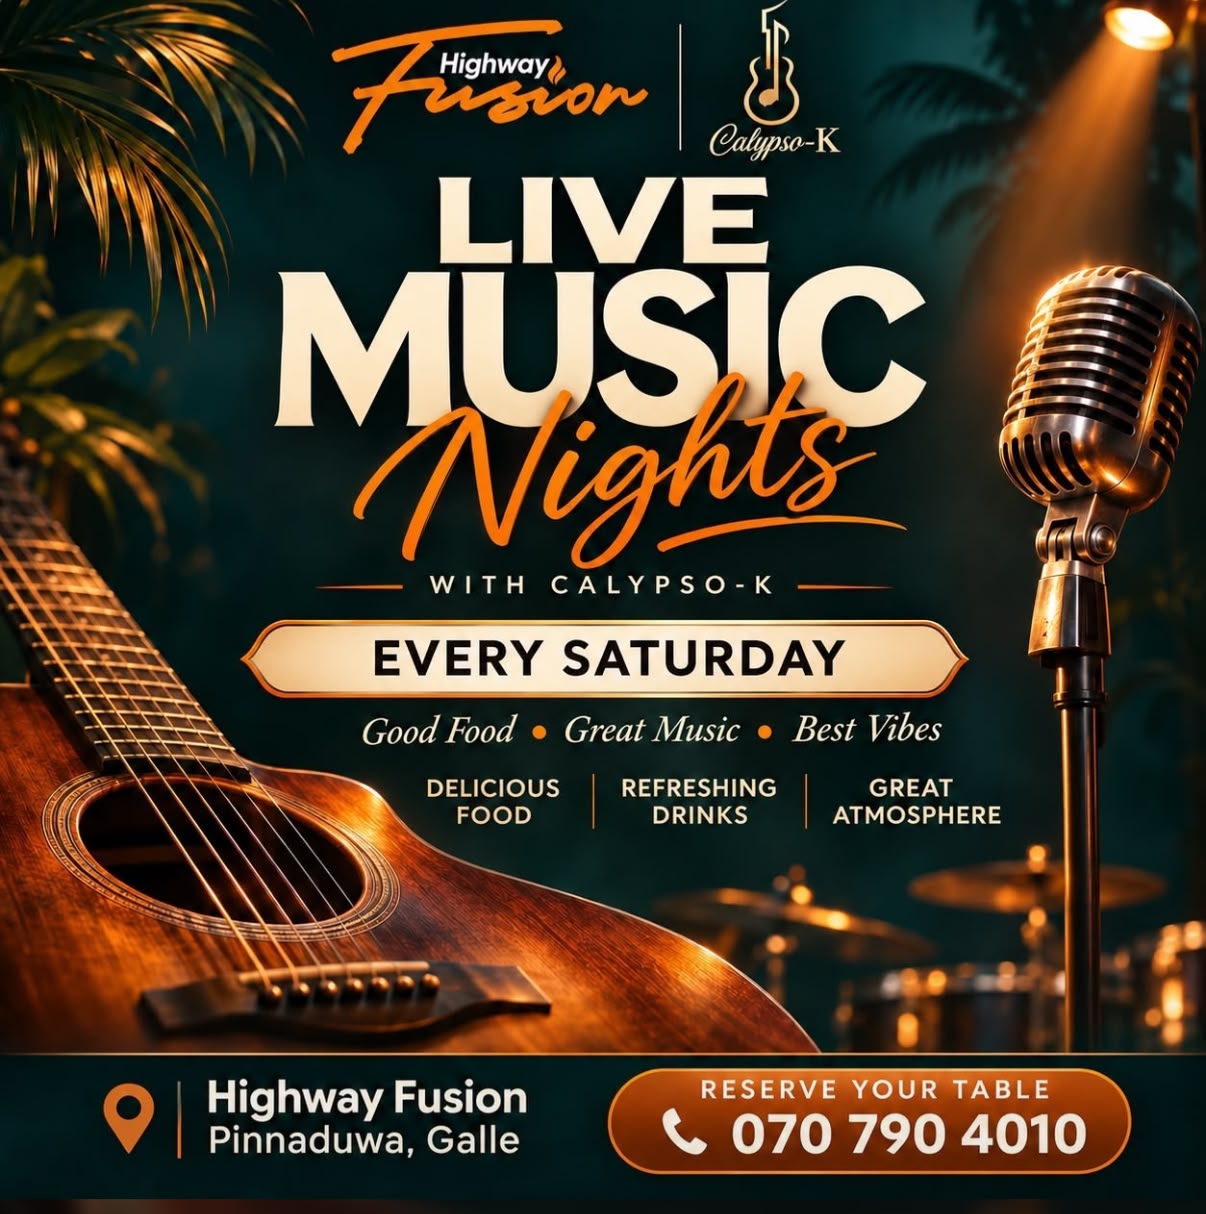 Highway
Fusion
Calypso-K
LIVE
MUSIC
Nights
WITH CALYPSO-K
EVERY SATURDAY
Good Food • Great Music • Best Vibes
DELICIOUS FOOD
REFRESHING DRINKS
GREAT ATMOSPHERE
Highway Fusion
Pinnaduwa, Galle
RESERVE YOUR TABLE
070 790 4010